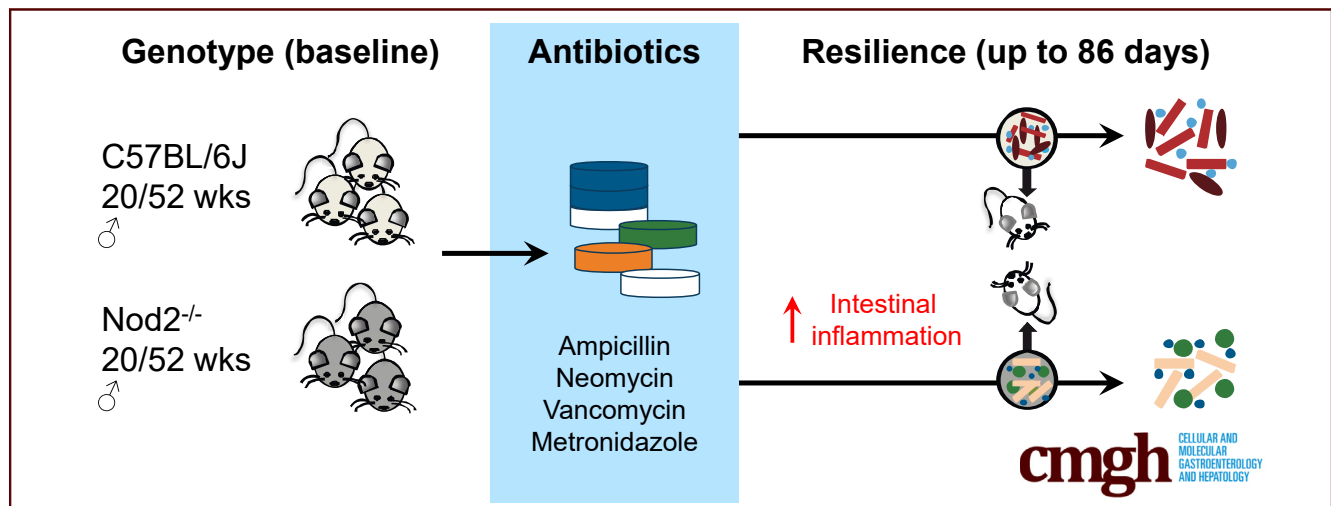 Genotype (baseline)
Antibiotics
Resilience (up to 86 days)
C57BL/6J
20/52 wks
♂
Nod2-/-
20/52 wks
♂
Ampicillin
Neomycin
Vancomycin
Metronidazole
Intestinal
inflammation
cmgh
CELLULAR AND
MOLECULAR
GASTROENTEROLOGY
AND HEPATOLOGY